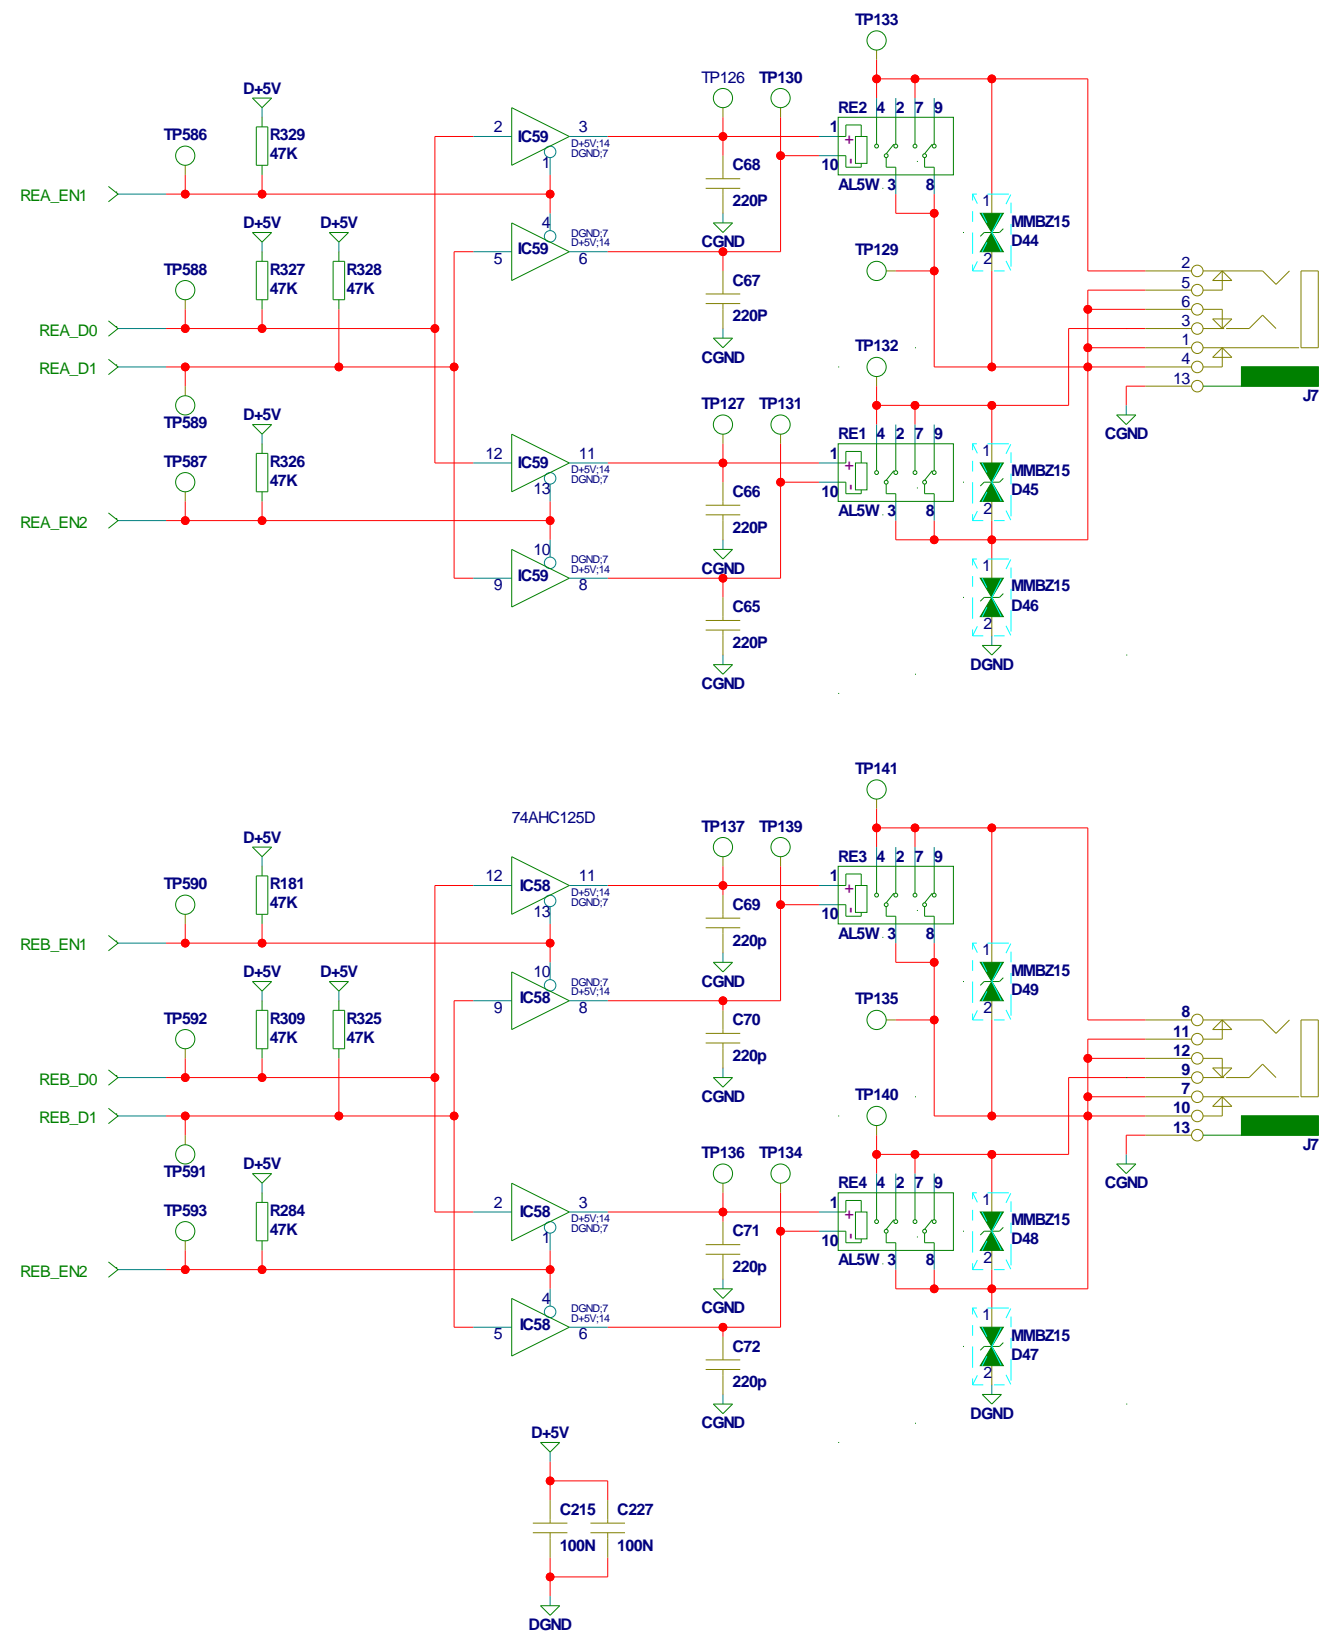 TP133
TP126 TP130
D+5V
RE2 4 2 7 9
TP586 R329
47K
2 IC59 3
D+5V;14
DGND;7
1
1
10
C68
220P
AL5W 3 8
REA_EN1
D+5V D+5V
4
CGND
1
MMBZ15
D44
2
5 IC59 6
DGND;7
D+5V;14
TP129
TP588 R327 R328
47K 47K
C67
220P
2
5
6
3
1
4
13
J7
CGND
REA_D0
REA_D1
CGND
TP132
TP589
D+5V
TP127 TP131
RE1 4 2 7 9
TP587 R326
47K
12 IC59 11
D+5V;14
DGND;7
13
1
10
C66
220P
AL5W 3 8
1
MMBZ15
D45
2
REA_EN2
10
CGND
9 IC59 8
DGND;7
D+5V;14
1
MMBZ15
D46
2
C65
220P
CGND
DGND
TP141
74AHC125D
TP137 TP139
D+5V
RE3 4 2 7 9
TP590 R181
47K
12 IC58 11
D+5V;14
DGND;7
13
1
10
C69
220p
AL5W 3 8
REB_EN1
D+5V D+5V
10
CGND
1
MMBZ15
D49
2
9 IC58 8
DGND;7
D+5V;14
TP135
TP592 R309 R325
47K 47K
C70
220p
8
11
12
9
7
10
13
J7
CGND
REB_D0
REB_D1
CGND
TP140
TP591
D+5V
TP136 TP134
RE4 4 2 7 9
TP593 R284
47K
2 IC58 3
D+5V;14
DGND;7
1
1
10
C71
220p
AL5W 3 8
1
MMBZ15
D48
2
REB_EN2
4
CGND
5 IC58 6
DGND;7
D+5V;14
1
MMBZ15
D47
2
C72
220p
CGND
DGND
D+5V
C215 C227
100N 100N
DGND